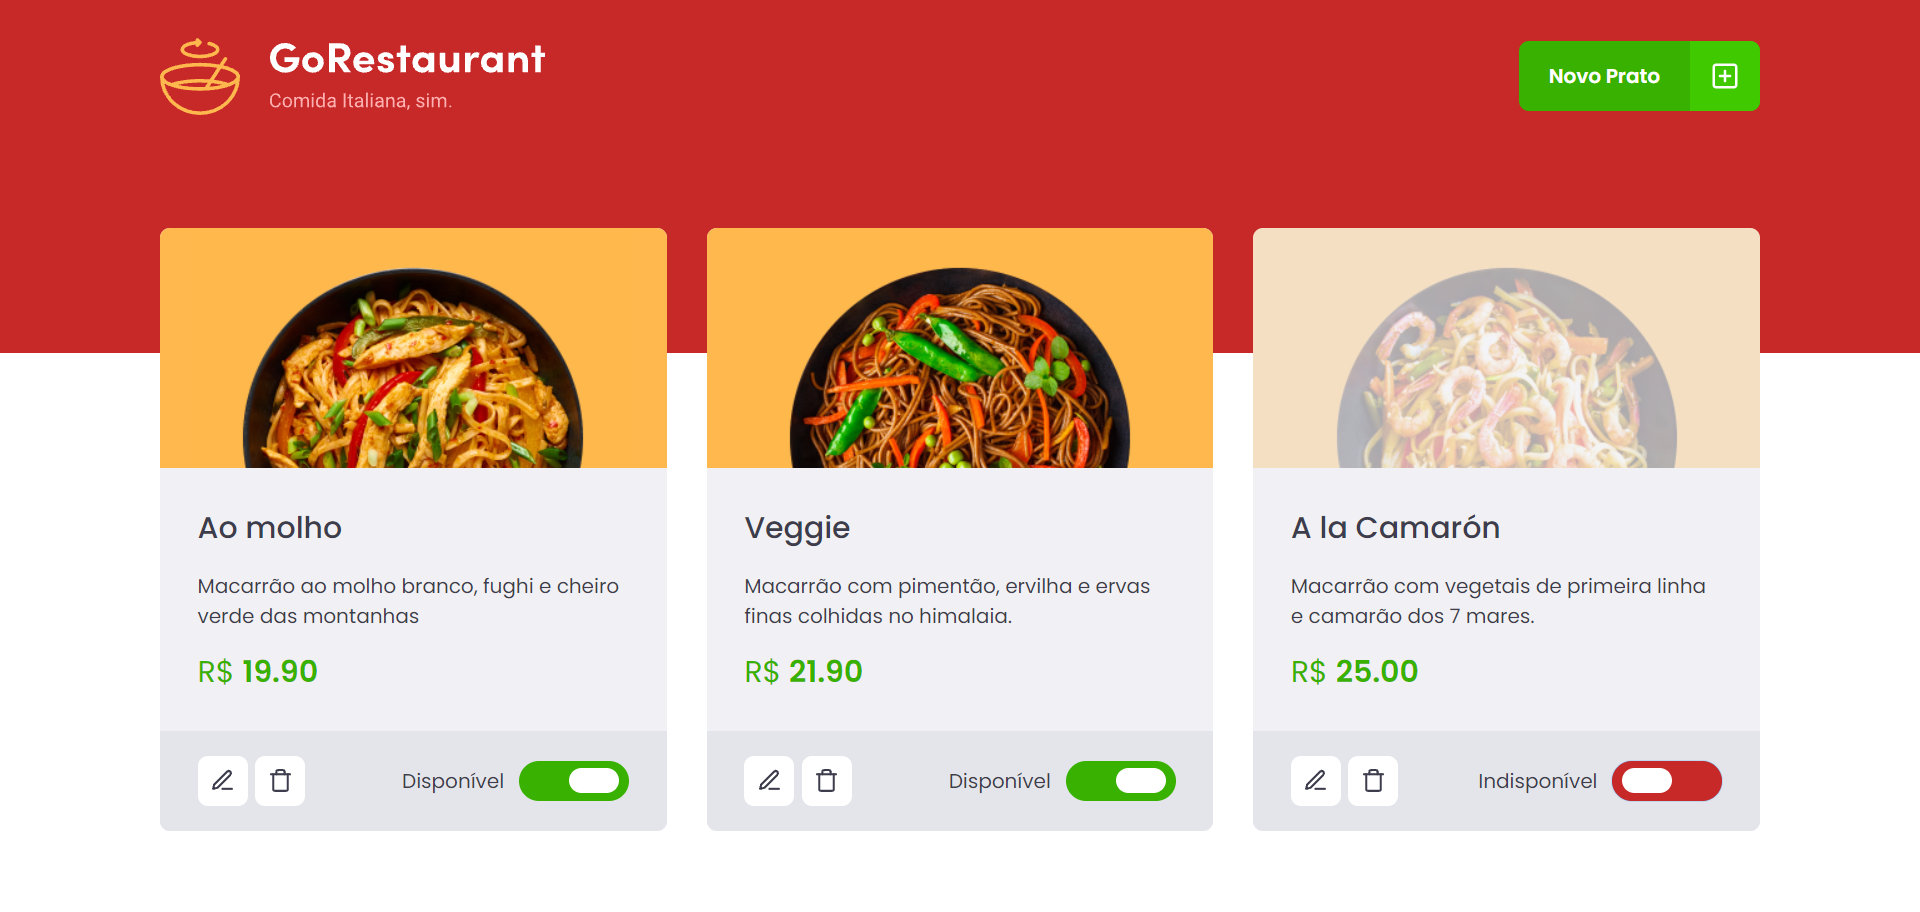 GoRestaurant
Comida Italiana, sim.
Novo Prato
Ao molho
Macarrão ao molho branco, fughi e cheiro
verde das montanhas
R$ 19.90
Disponível
Veggie
Macarrão com pimentão, ervilha e ervas
finas colhidas no himalaia.
R$ 21.90
Disponível
A la Camarón
Macarrão com vegetais de primeira linha
e camarão dos 7 mares.
R$ 25.00
Indisponível